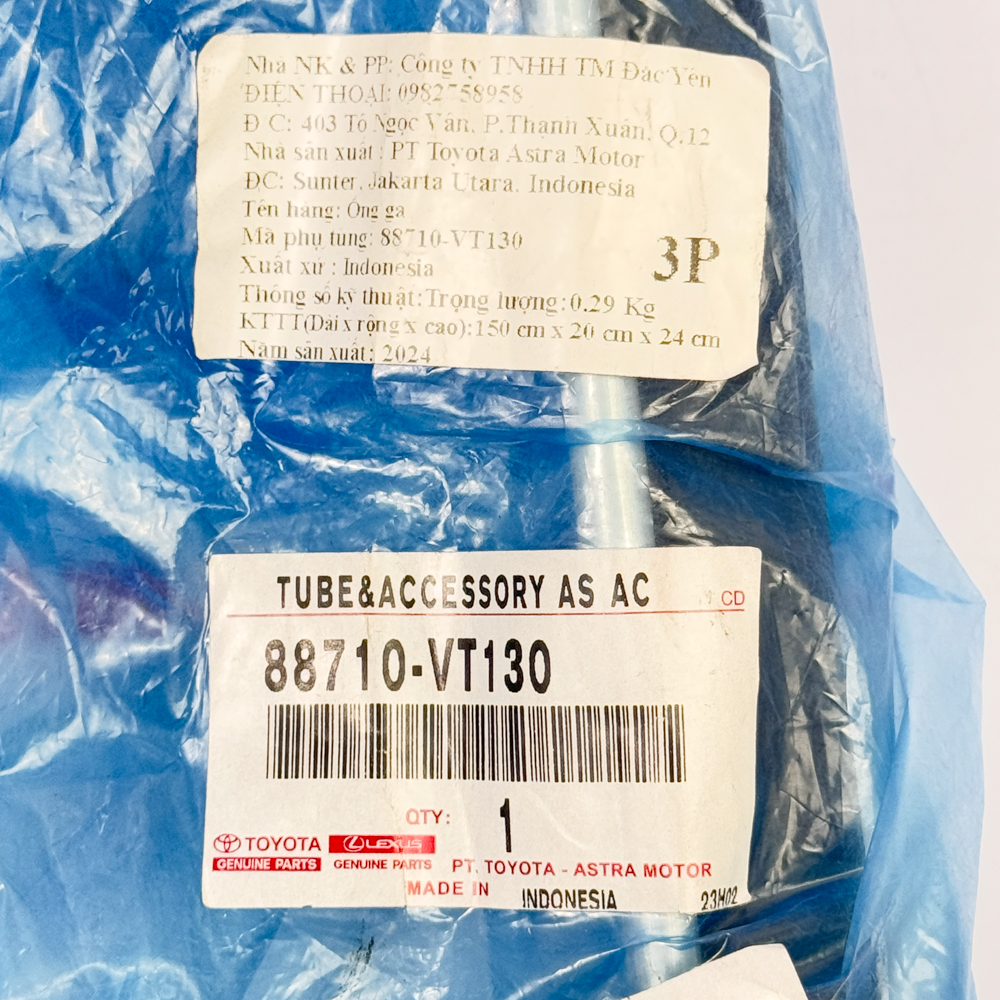 Nhà NK & PP: Công ty TNHH TM Đắc Yên
ĐIỆN THOẠI: 0982758958
Đ C: 403 Tô Ngọc Vân, P.Thạnh Xuân, Q.12
Nhà sản xuất : PT Toyota Astra Motor
ĐC: Sunter, Jakarta Utara, Indonesia
Tên hàng: Ống ga
Mã phụ tùng: 88710-VT130
3P
Xuất xứ : Indonesia
Thông số kỹ thuật:Trọng lượng:0.29 Kg
KTTT(Dài x rộng x cao):150 cm x 20 cm x 24 cm
Năm sản xuất: 2024
TUBE&ACCESSORY AS AC
CD
88710-VT130
QTY: 1
TOYOTA LEXUS
GENUINE PARTS GENUINE PARTS PT. TOYOTA - ASTRA MOTOR
MADE IN INDONESIA 23H02